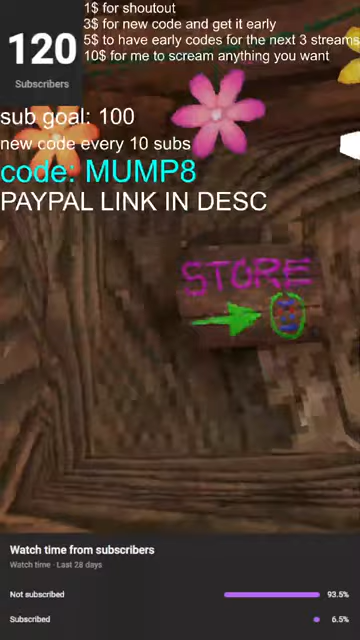 120
Subscribers
1$ for shoutout
3$ for new code and get it early
5$ to have early codes for the next 3 streams
10$ for me to scream anything you want
sub goal: 100
new code every 10 subs
code: MUMP8
PAYPAL LINK IN DESC
STORE
Watch time from subscribers
Watch time · Last 28 days
Not subscribed 93.5%
Subscribed 6.5%